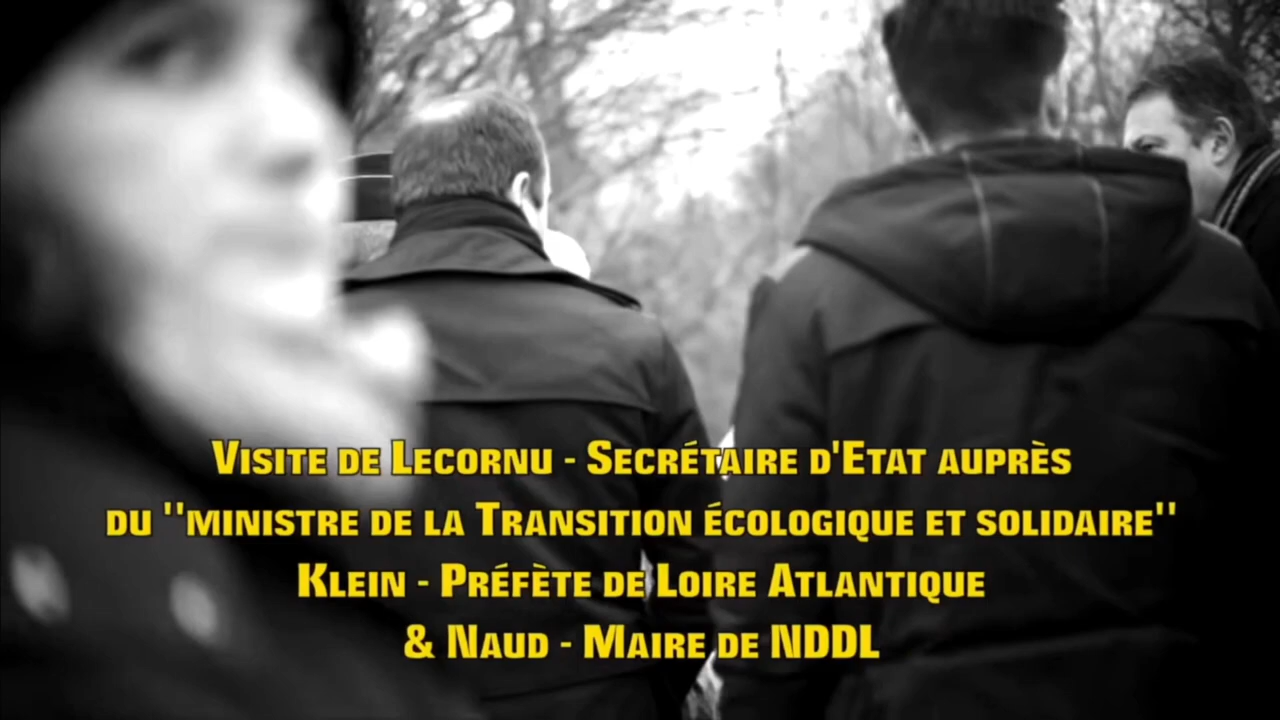 Visite de Lecornu - Secrétaire d'Etat auprès
du ''ministre de la Transition écologique et solidaire''
Klein - Préfète de Loire Atlantique
& Naud - Maire de NDDL